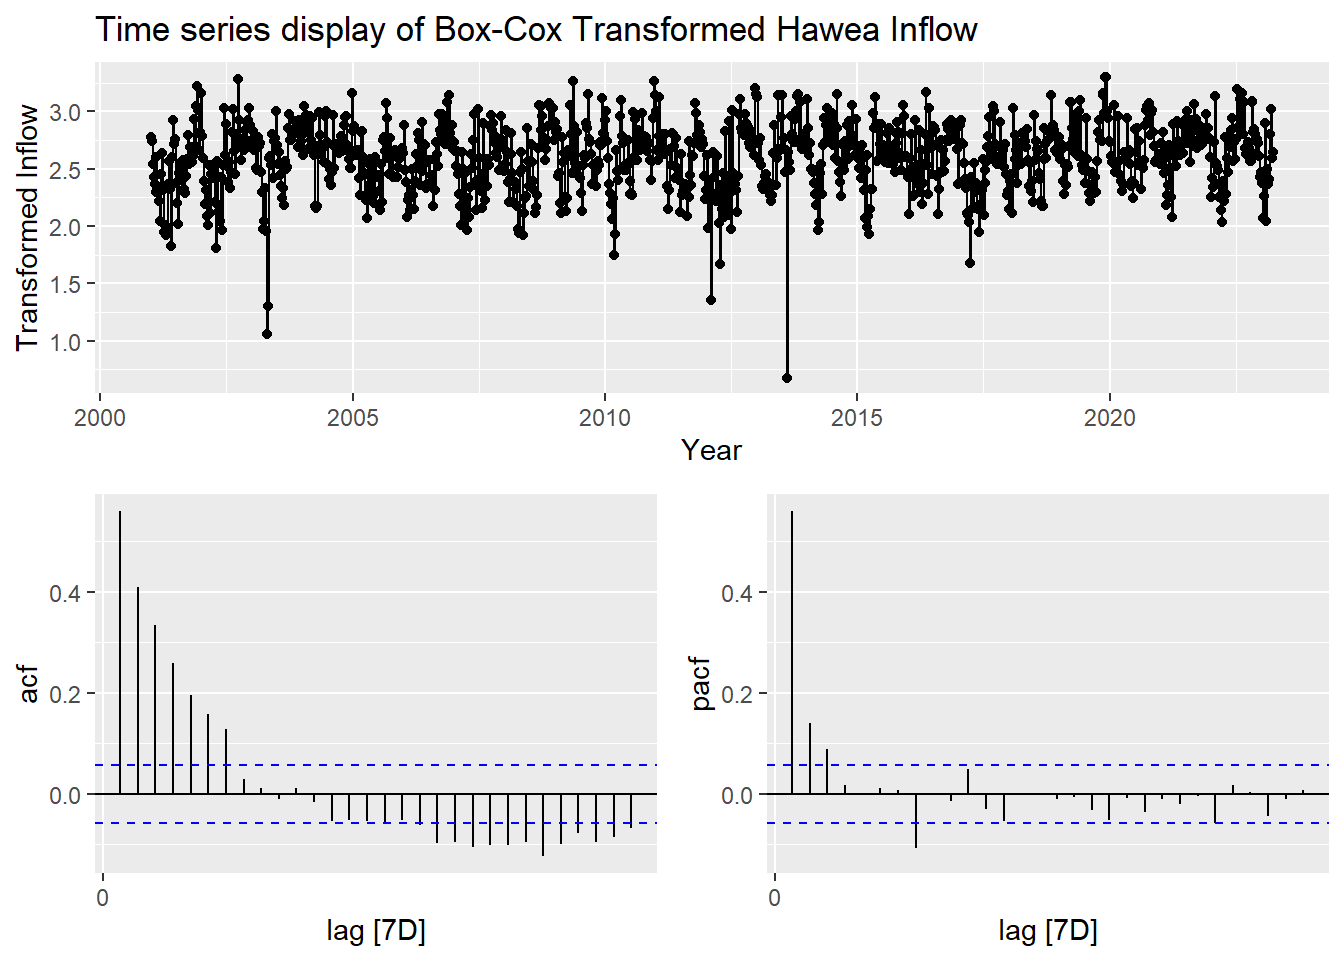 Time series display of Box-Cox Transformed Hawea Inflow
Transformed Inflow
3.0
2.5
2.0
1.5
1.0
2000 2005 2010 2015 2020
Year
acf
0.4
0.2
0.0
0
lag [7D]
pacf
0.4
0.2
0.0
0
lag [7D]